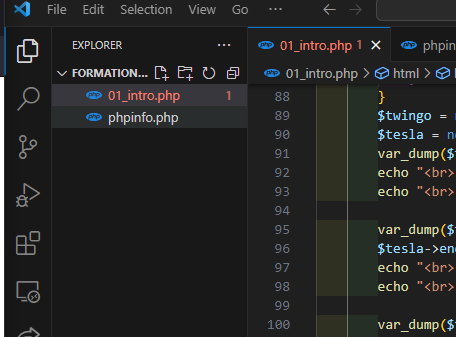 File Edit Selection View Go ...
EXPLORER ...
01_intro.php 1
phpin
FORMATION...
01_intro.php > html >
01_intro.php 1
phpinfo.php
88 }
89 $twingo =
90 $tesla =
91 var_dump($
92 echo "<br>
93 echo "<br>
94
95 var_dump($
96 $tesla->
97 echo "<br>
98 echo "<br>
99
100 var_dump($